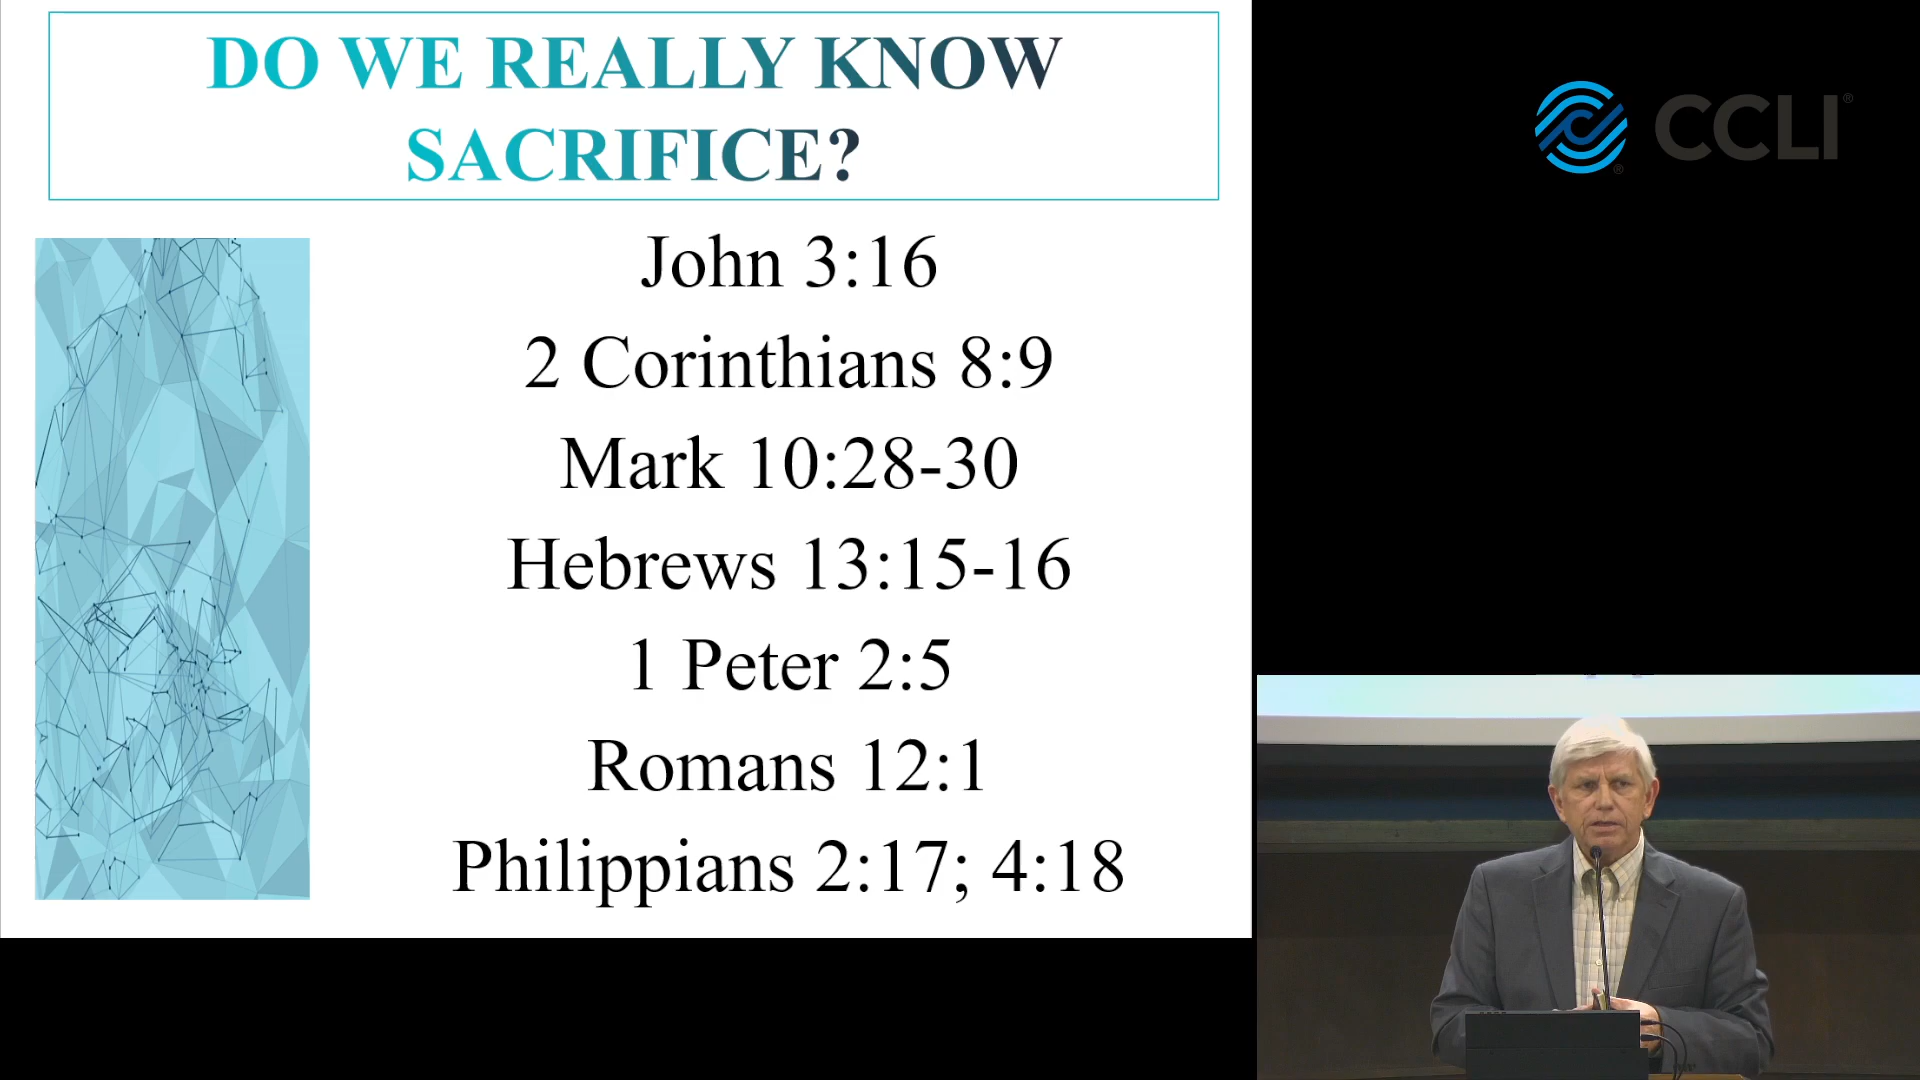 DO WE REALLY KNOW
SACRIFICE?
John 3:16
2 Corinthians 8:9
Mark 10:28-30
Hebrews 13:15-16
1 Peter 2:5
Romans 12:1
Philippians 2:17; 4:18
CCLI®
®